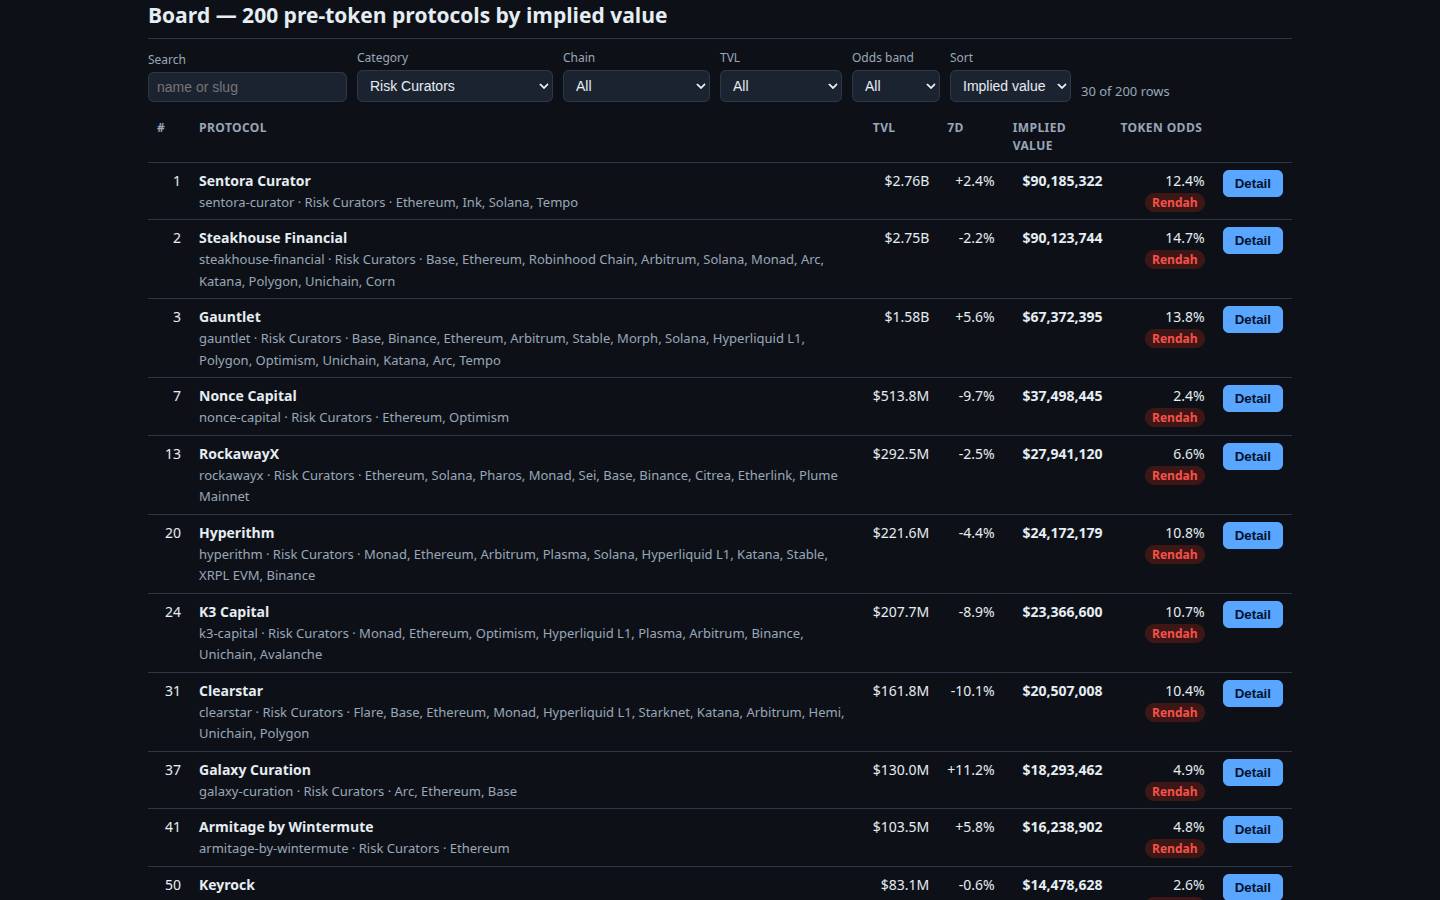 Board — 200 pre-token protocols by implied value
Search
Category
Chain
TVL
Odds band
Sort
name or slug
Risk Curators
All
All
All
Implied value
30 of 200 rows
# PROTOCOL TVL 7D IMPLIED VALUE TOKEN ODDS
1 Sentora Curator $2.76B +2.4% $90,185,322 12.4% Detail
sentora-curator · Risk Curators · Ethereum, Ink, Solana, Tempo Rendah
2 Steakhouse Financial $2.75B -2.2% $90,123,744 14.7% Detail
steakhouse-financial · Risk Curators · Base, Ethereum, Robinhood Chain, Arbitrum, Solana, Monad, Arc, Rendah
Katana, Polygon, Unichain, Corn
3 Gauntlet $1.58B +5.6% $67,372,395 13.8% Detail
gauntlet · Risk Curators · Base, Binance, Ethereum, Arbitrum, Stable, Morph, Solana, Hyperliquid L1, Rendah
Polygon, Optimism, Unichain, Katana, Arc, Tempo
7 Nonce Capital $513.8M -9.7% $37,498,445 2.4% Detail
nonce-capital · Risk Curators · Ethereum, Optimism Rendah
13 RockawayX $292.5M -2.5% $27,941,120 6.6% Detail
rockawayx · Risk Curators · Ethereum, Solana, Pharos, Monad, Sei, Base, Binance, Citrea, Etherlink, Plume Rendah
Mainnet
20 Hyperithm $221.6M -4.4% $24,172,179 10.8% Detail
hyperithm · Risk Curators · Monad, Ethereum, Arbitrum, Plasma, Solana, Hyperliquid L1, Katana, Stable, Rendah
XRPL EVM, Binance
24 K3 Capital $207.7M -8.9% $23,366,600 10.7% Detail
k3-capital · Risk Curators · Monad, Ethereum, Optimism, Hyperliquid L1, Plasma, Arbitrum, Binance, Rendah
Unichain, Avalanche
31 Clearstar $161.8M -10.1% $20,507,008 10.4% Detail
clearstar · Risk Curators · Flare, Base, Ethereum, Monad, Hyperliquid L1, Starknet, Katana, Arbitrum, Hemi, Rendah
Unichain, Polygon
37 Galaxy Curation $130.0M +11.2% $18,293,462 4.9% Detail
galaxy-curation · Risk Curators · Arc, Ethereum, Base Rendah
41 Armitage by Wintermute $103.5M +5.8% $16,238,902 4.8% Detail
armitage-by-wintermute · Risk Curators · Ethereum Rendah
50 Keyrock $83.1M -0.6% $14,478,628 2.6% Detail